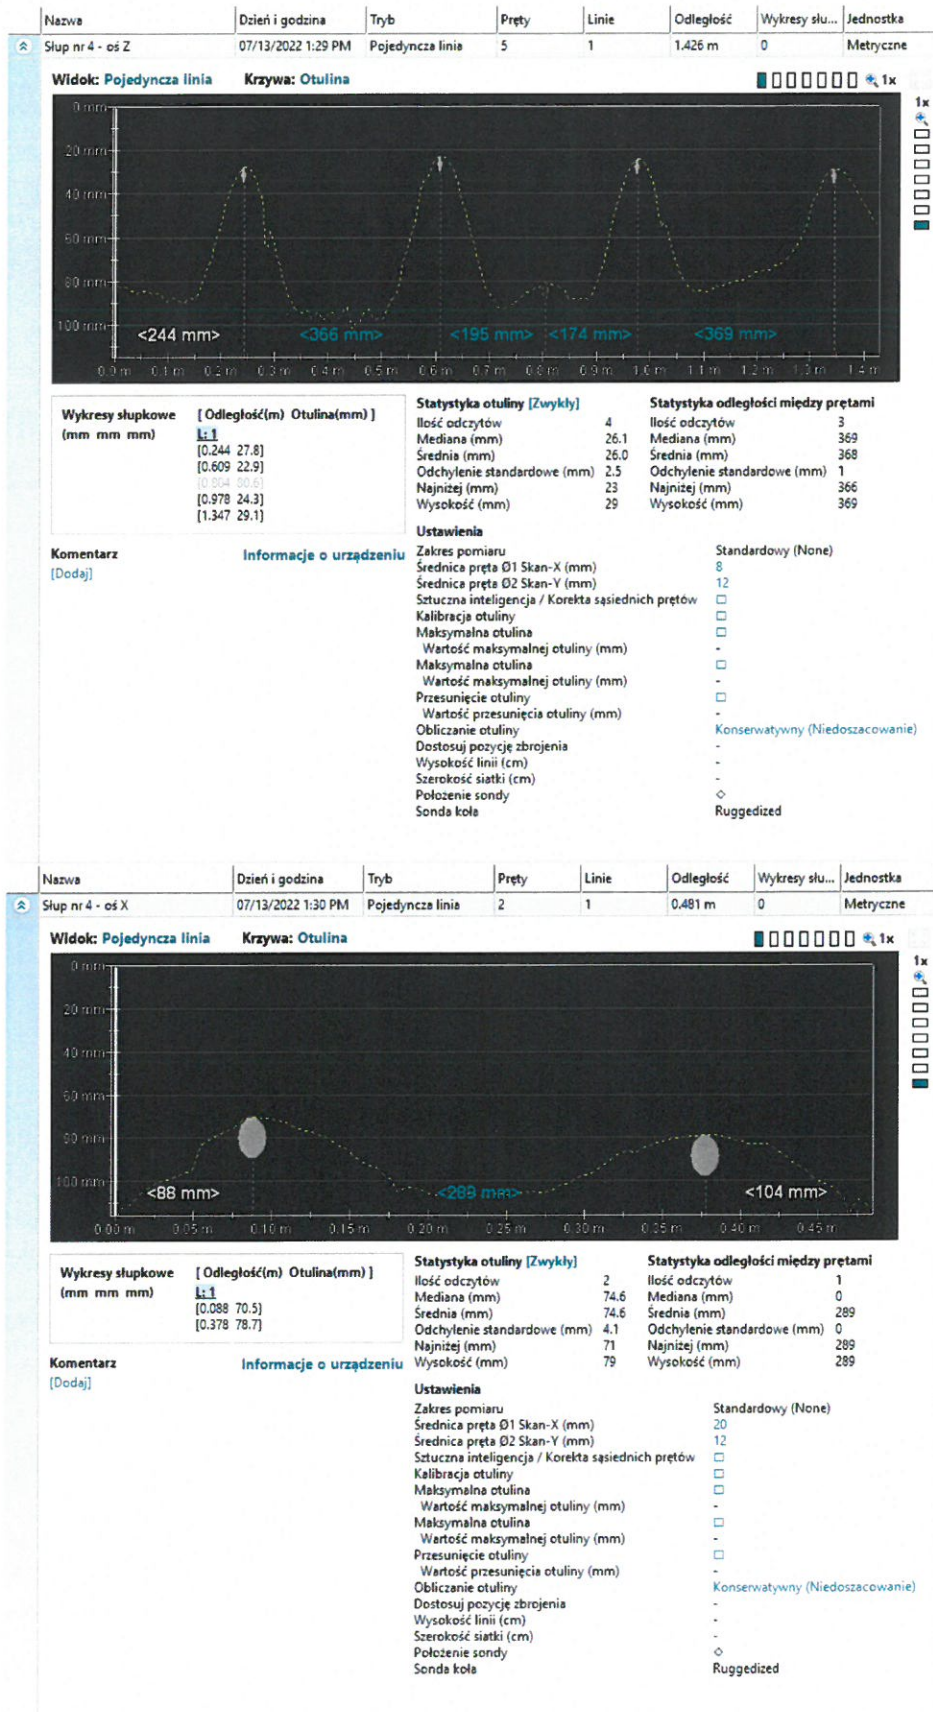 Nazwa Dzień i godzina Tryb Pręty Linie Odległość Wykresy słu... Jednostka
Słup nr 4 - oś Z 07/13/2022 1:29 PM Pojedyncza linia 5 1 1.426 m 0 Metryczne
Widok: Pojedyncza linia Krzywa: Otulina 1x
1x
0 mm
20 mm
40 mm
60 mm
80 mm
100 mm
<244 mm> <366 mm> <195 mm> <174 mm> <369 mm>
0.0 m 0.1 m 0.2 m 0.3 m 0.4 m 0.5 m 0.6 m 0.7 m 0.8 m 0.9 m 1.0 m 1.1 m 1.2 m 1.3 m 1.4 m
Wykresy słupkowe [ Odległość(m) Otulina(mm) ]
(mm mm mm) L: 1
[0.244 27.8]
[0.609 22.9]
[0.804 80.6]
[0.978 24.3]
[1.347 29.1]
Komentarz Informacje o urządzeniu
[Dodaj]
Statystyka otuliny [Zwykły] Statystyka odległości między prętami
Ilość odczytów 4 Ilość odczytów 3
Mediana (mm) 26.1 Mediana (mm) 369
Średnia (mm) 26.0 Średnia (mm) 368
Odchylenie standardowe (mm) 2.5 Odchylenie standardowe (mm) 1
Najniżej (mm) 23 Najniżej (mm) 366
Wysokość (mm) 29 Wysokość (mm) 369
Ustawienia
Zakres pomiaru Standardowy (None)
Średnica pręta Ø1 Skan-X (mm) 8
Średnica pręta Ø2 Skan-Y (mm) 12
Sztuczna inteligencja / Korekta sąsiednich prętów
Kalibracja otuliny
Maksymalna otulina
Wartość maksymalnej otuliny (mm) -
Maksymalna otulina
Wartość maksymalnej otuliny (mm) -
Przesunięcie otuliny
Wartość przesunięcia otuliny (mm) -
Obliczanie otuliny Konserwatywny (Niedoszacowanie)
Dostosuj pozycję zbrojenia -
Wysokość linii (cm) -
Szerokość siatki (cm) -
Położenie sondy
Sonda koła Ruggedized
Nazwa Dzień i godzina Tryb Pręty Linie Odległość Wykresy słu... Jednostka
Słup nr 4 - oś X 07/13/2022 1:30 PM Pojedyncza linia 2 1 0.481 m 0 Metryczne
Widok: Pojedyncza linia Krzywa: Otulina 1x
1x
0 mm
20 mm
40 mm
60 mm
80 mm
100 mm
<88 mm> <289 mm> <104 mm>
0.00 m 0.05 m 0.10 m 0.15 m 0.20 m 0.25 m 0.30 m 0.35 m 0.40 m 0.45 m
Wykresy słupkowe [ Odległość(m) Otulina(mm) ]
(mm mm mm) L: 1
[0.088 70.5]
[0.378 78.7]
Komentarz Informacje o urządzeniu
[Dodaj]
Statystyka otuliny [Zwykły] Statystyka odległości między prętami
Ilość odczytów 2 Ilość odczytów 1
Mediana (mm) 74.6 Mediana (mm) 0
Średnia (mm) 74.6 Średnia (mm) 289
Odchylenie standardowe (mm) 4.1 Odchylenie standardowe (mm) 0
Najniżej (mm) 71 Najniżej (mm) 289
Wysokość (mm) 79 Wysokość (mm) 289
Ustawienia
Zakres pomiaru Standardowy (None)
Średnica pręta Ø1 Skan-X (mm) 20
Średnica pręta Ø2 Skan-Y (mm) 12
Sztuczna inteligencja / Korekta sąsiednich prętów
Kalibracja otuliny
Maksymalna otulina
Wartość maksymalnej otuliny (mm) -
Maksymalna otulina
Wartość maksymalnej otuliny (mm) -
Przesunięcie otuliny
Wartość przesunięcia otuliny (mm) -
Obliczanie otuliny Konserwatywny (Niedoszacowanie)
Dostosuj pozycję zbrojenia -
Wysokość linii (cm) -
Szerokość siatki (cm) -
Położenie sondy
Sonda koła Ruggedized